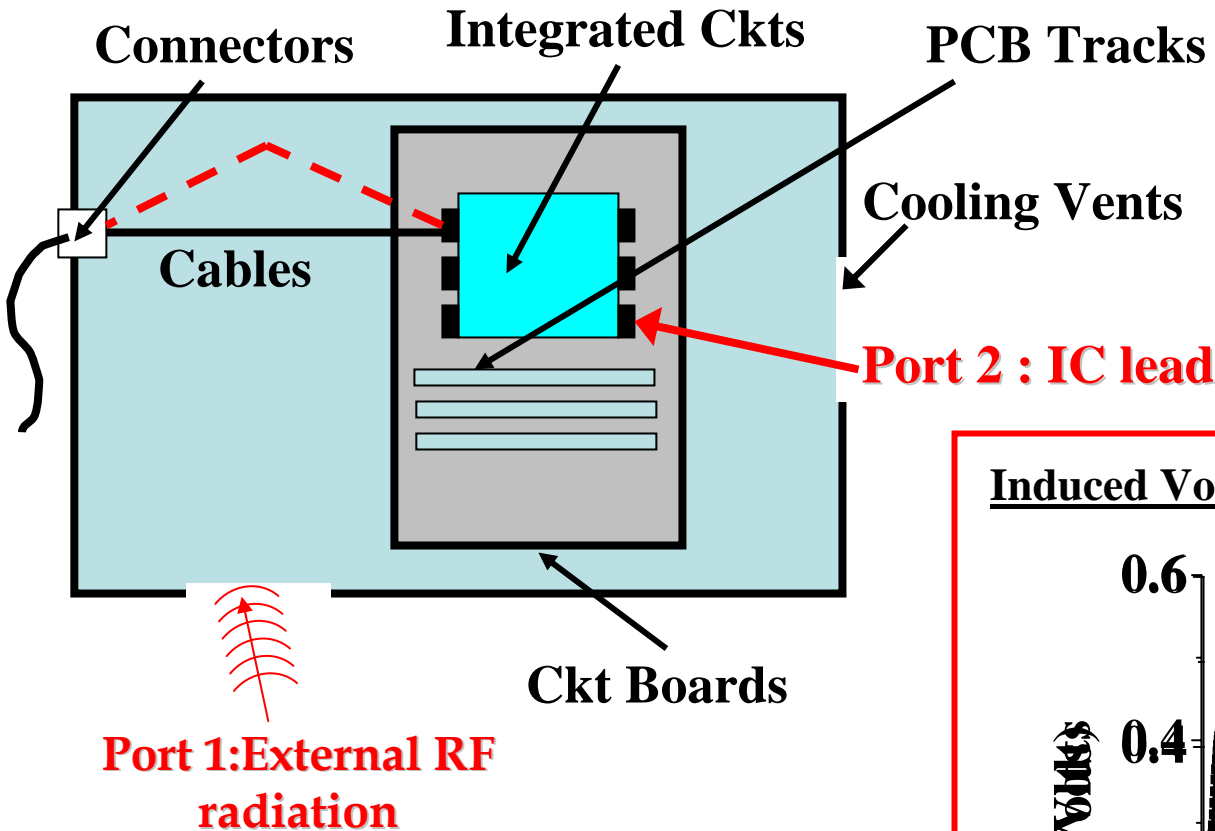 Connectors
Integrated Ckts
PCB Tracks
Cooling Vents
Cables
Port 2 : IC lead
Induced Vo
0.6
0.4
Ckt Boards
Port 1:External RF
radiation